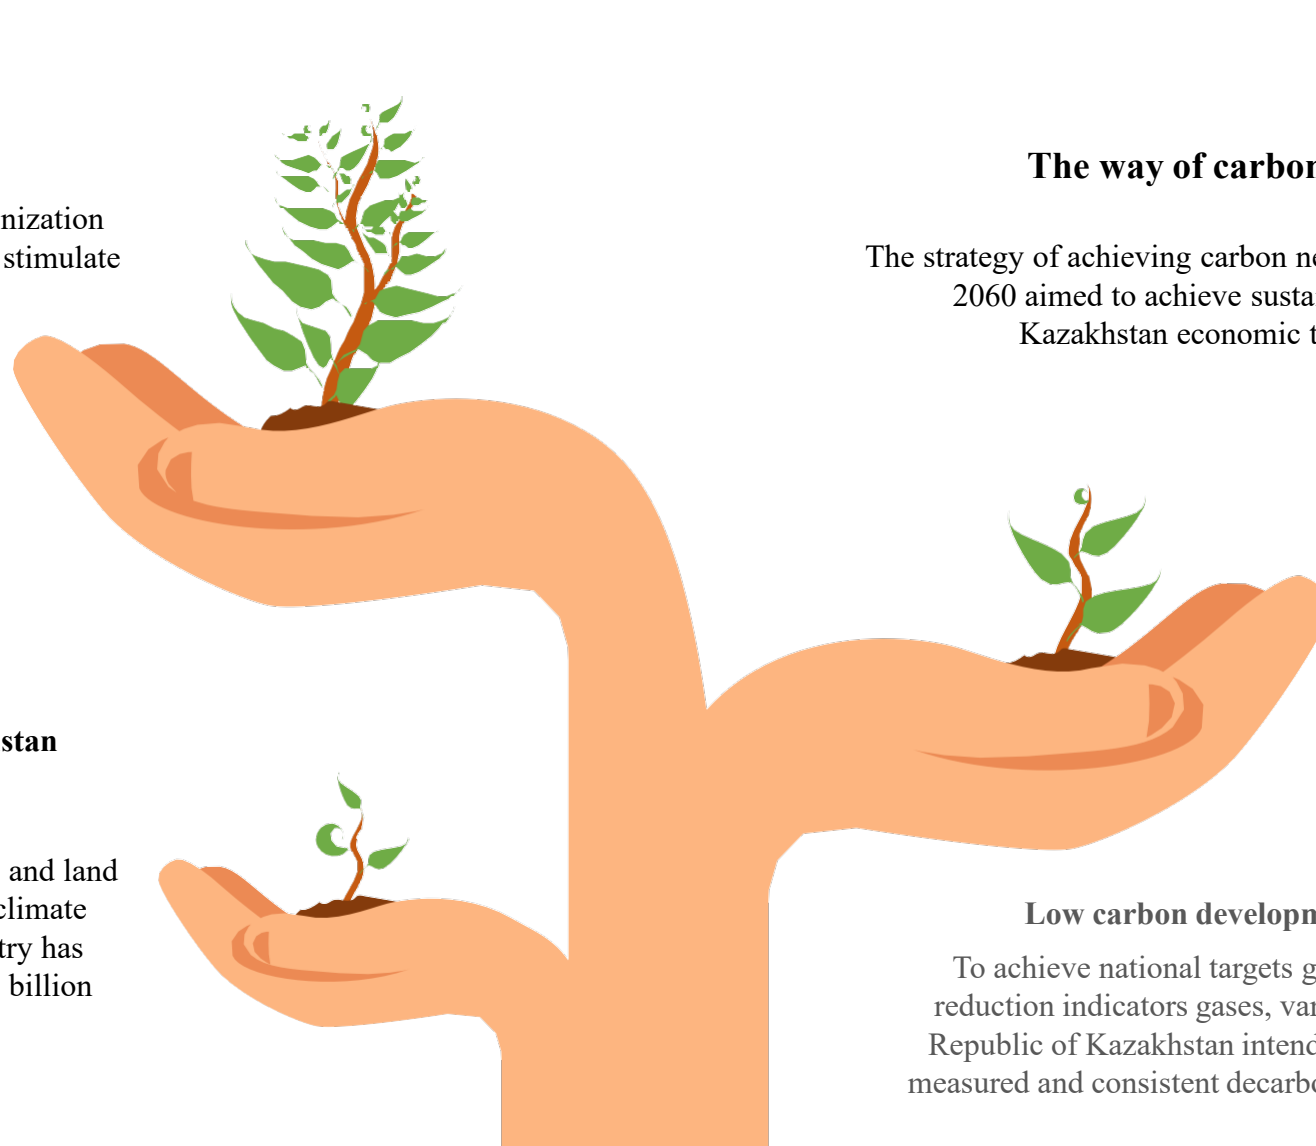 nization
stimulate
The way of carbon
The strategy of achieving carbon ne
2060 aimed to achieve susta
Kazakhstan economic t
stan
and land
climate
try has
billion
Low carbon developm
To achieve national targets g
reduction indicators gases, var
Republic of Kazakhstan intend
measured and consistent decarbo